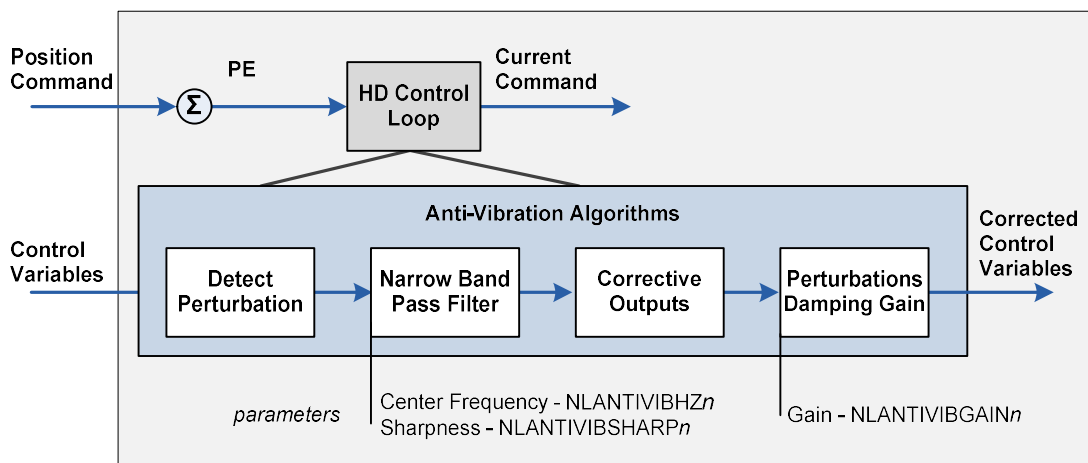 Position
Command
PE
Σ
HD Control
Loop
Current
Command
Anti-Vibration Algorithms
Control
Variables
Detect
Perturbation
Narrow Band
Pass Filter
Corrective
Outputs
Perturbations
Damping Gain
Corrected
Control
Variables
parameters
Center Frequency - NLANTIVIBHZn
Sharpness - NLANTIVIBSHARPn
Gain - NLANTIVIBGAINn